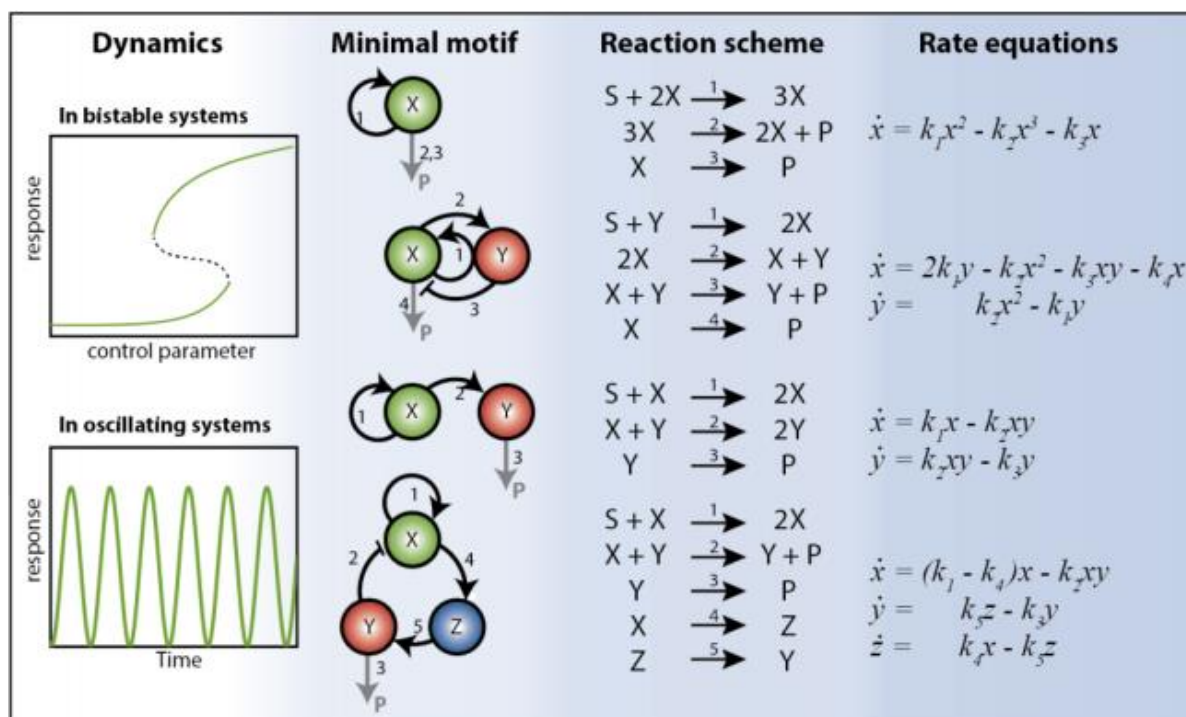 Dynamics
Minimal motif
Reaction scheme
Rate equations
In bistable systems
response
control parameter
X
1
2,3
P
S + 2X 1 3X
3X 2 2X + P
X 3 P
ẋ = k₁x² - k₂x³ - k₃x
2
X
1
Y
4
3
P
S + Y 1 2X
2X 2 X + Y
X + Y 3 Y + P
X 4 P
ẋ = 2k₁y - k₂x² - k₃xy - k₄x
ẏ = k₂x² - k₁y
In oscillating systems
response
Time
1
X
2
Y
3
P
S + X 1 2X
X + Y 2 2Y
Y 3 P
ẋ = k₁x - k₂xy
ẏ = k₂xy - k₃y
1
X
2
4
Y
5
Z
3
P
S + X 1 2X
X + Y 2 Y + P
Y 3 P
X 4 Z
Z 5 Y
ẋ = (k₁ - k₄)x - k₂xy
ẏ = k₅z - k₃y
ż = k₄x - k₅z